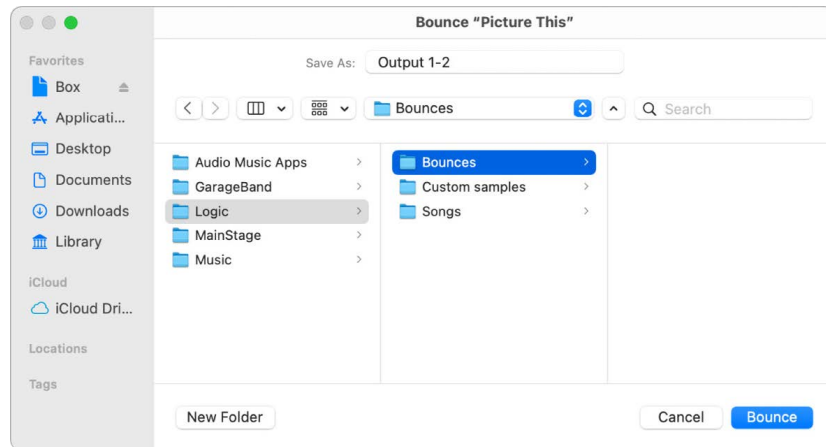 Bounce “Picture This”
Favorites
Box
Applicati...
Desktop
Documents
Downloads
Library
iCloud
iCloud Dri...
Locations
Tags
Save As: Output 1-2
Bounces
Search
Audio Music Apps
GarageBand
Logic
MainStage
Music
Bounces
Custom samples
Songs
New Folder
Cancel
Bounce